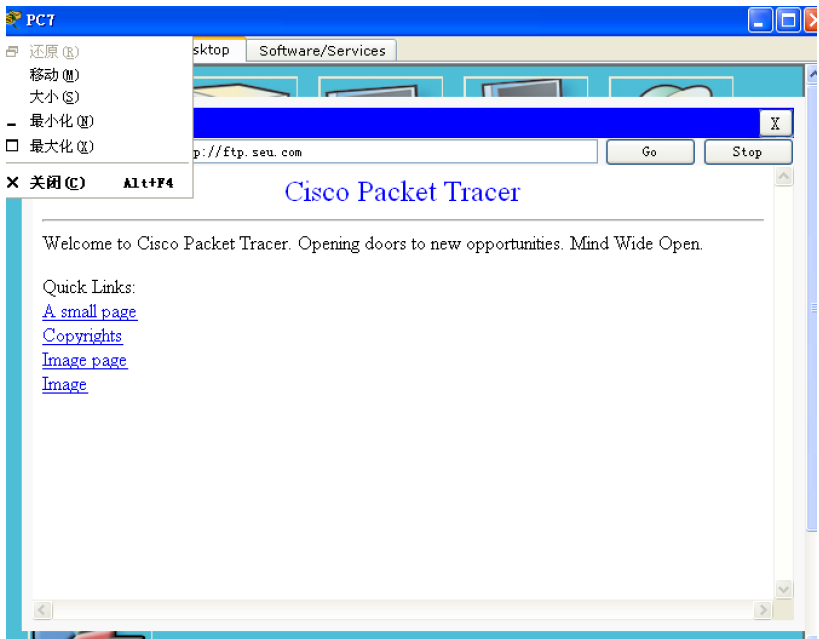 PC7
还原(R)
sktop
Software/Services
移动(M)
大小(S)
最小化(N)
X
最大化(X)
p://ftp.seu.com
Go
Stop
关闭(C) Alt+F4
Cisco Packet Tracer
Welcome to Cisco Packet Tracer. Opening doors to new opportunities. Mind Wide Open.
Quick Links:
A small page
Copyrights
Image page
Image